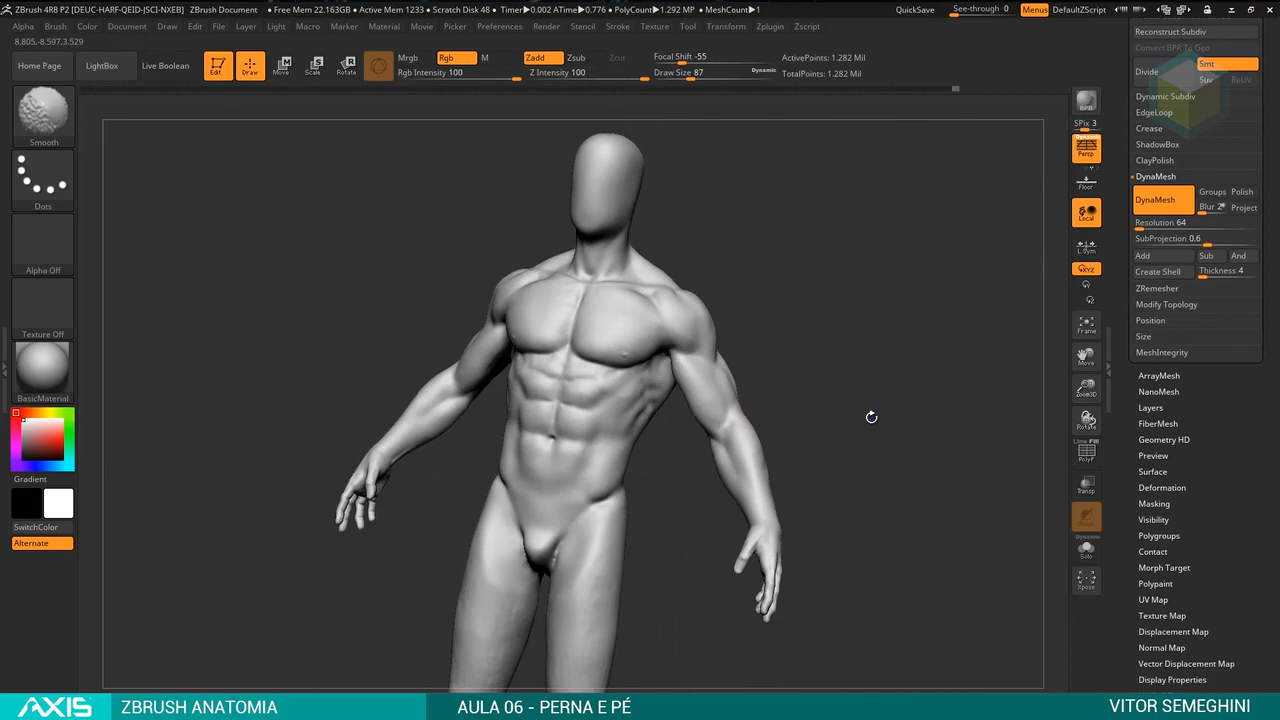 ZBrush 4R8 P2 [DEUC-HARF-QEID-JSCI-NXEB] ZBrush Document ● Free Mem 22.163GB ● Active Mem 1233 ● Scratch Disk 48 ● Timer▶0.002 ATime▶0.776 ● PolyCount▶1.292 MP ● MeshCount▶1 QuickSave See-through 0 Menus DefaultZScript
Alpha Brush Color Document Draw Edit File Layer Light Macro Marker Material Movie Picker Preferences Render Stencil Stroke Texture Tool Transform Zplugin Zscript
8.805,-8.597,3.529
Home Page LightBox Live Boolean Edit Draw Move Scale Rotate
Mrgb Rgb M Zadd Zsub Zcut Focal Shift -55 ActivePoints: 1.282 Mil
Rgb Intensity 100 Z Intensity 100 Draw Size 87 Dynamic TotalPoints: 1.282 Mil
Smooth
Dots
Alpha Off
Texture Off
BasicMaterial
Gradient
SwitchColor
Alternate
BPR
SPix 3
Dynamic
Persp
Floor
Local
L.Sym
XYZ
Frame
Move
Zoom3D
Rotate
Line Fill
PolyF
Transp
Dynamic
Solo
Xpose
Reconstruct Subdiv
Convert BPR To Geo
Divide Smt
Suv ReUV
Dynamic Subdiv
EdgeLoop
Crease
ShadowBox
ClayPolish
DynaMesh
DynaMesh Groups Polish
Blur 2 Project
Resolution 64
SubProjection 0.6
Add Sub And
Create Shell Thickness 4
ZRemesher
Modify Topology
Position
Size
MeshIntegrity
ArrayMesh
NanoMesh
Layers
FiberMesh
Geometry HD
Preview
Surface
Deformation
Masking
Visibility
Polygroups
Contact
Morph Target
Polypaint
UV Map
Texture Map
Displacement Map
Normal Map
Vector Displacement Map
Display Properties
AXIS ZBRUSH ANATOMIA AULA 06 - PERNA E PÉ VITOR SEMEGHINI